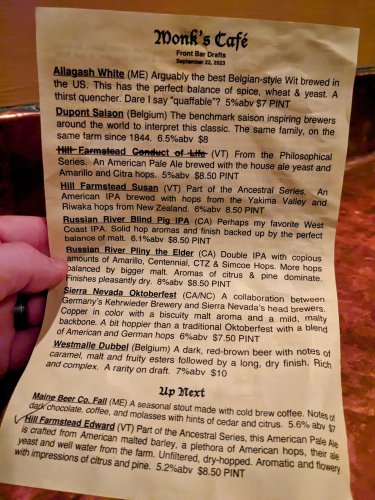 Monk's Café
Front Bar Drafts
September 22, 2023
Allagash White (ME) Arguably the best Belgian-style Wit brewed in
the US. This has the perfect balance of spice, wheat & yeast. A
thirst quencher. Dare I say "quaffable"? 5%abv $7 PINT
Dupont Saison (Belgium) The benchmark saison inspiring brewers
around the world to interpret this classic. The same family, on the
same farm since 1844. 6.5%abv $8
Hill Farmstead Conduct of Life (VT) From the Philosophical
Series. An American Pale Ale brewed with the house ale yeast and
Amarillo and Citra hops. 5%abv $8.50 PINT
Hill Farmstead Susan (VT) Part of the Ancestral Series. An
American IPA brewed with hops from the Yakima Valley and
Riwaka hops from New Zealand. 6%abv 8.50 PINT
Russian River Blind Pig IPA (CA) Perhaps my favorite West
Coast IPA. Solid hop aromas and finish backed up by the perfect
balance of malt. 6.1%abv $8.50 PINT
Russian River Pliny the Elder (CA) Double IPA with copious
amounts of Amarillo, Centennial, CTZ & Simcoe Hops. More hops
balanced by bigger malt. Aromas of citrus & pine dominate.
Finishes pleasantly dry. 8%abv $8.50 PINT
Sierra Nevada Oktoberfest (CA/NC) A collaboration between
Germany's Kehrwieder Brewery and Sierra Nevada's head brewers.
Copper in color with a biscuity malt aroma and a mild, malty
backbone. A bit hoppier than a traditional Oktoberfest with a blend
of American and German hops 6%abv $7.50 PINT
Westmalle Dubbel (Belgium) A dark, red-brown beer with notes of
caramel, malt and fruity esters followed by a long, dry finish. Rich
and complex. A rarity on draft. 7%abv $10
Up Next
Maine Beer Co. Fall (ME) A seasonal stout made with cold brew coffee. Notes of
dark chocolate, coffee, and molasses with hints of cedar and citrus. 5.6% abv $7
Hill Farmstead Edward (VT) Part of the Ancestral Series, this American Pale Ale
is crafted from American malted barley, a plethora of American hops, their ale
yeast and well water from the farm. Unfiltered, dry-hopped. Aromatic and flowery
with impressions of citrus and pine. 5.2%abv $8.50 PINT